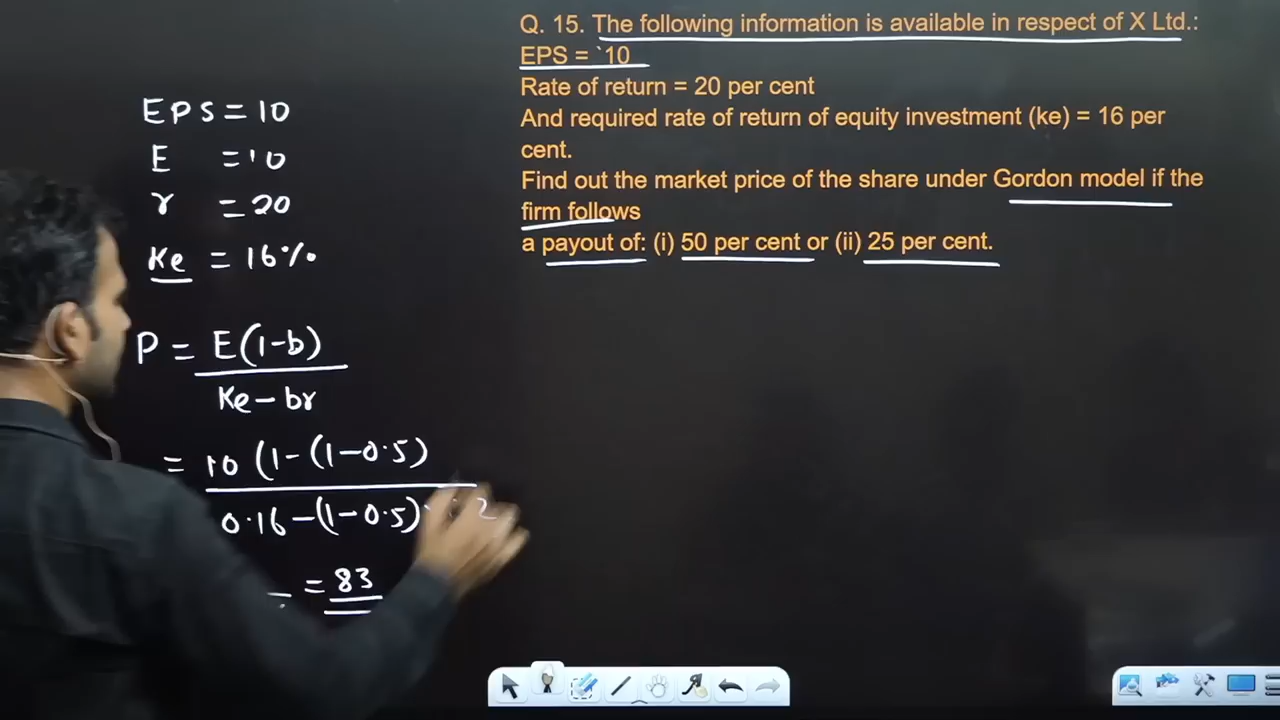 Q. 15. The following information is available in respect of X Ltd.:
EPS = `10
Rate of return = 20 per cent
And required rate of return of equity investment (ke) = 16 per
cent.
Find out the market price of the share under Gordon model if the
firm follows
a payout of: (i) 50 per cent or (ii) 25 per cent.
EPS = 10
E = 10
r = 20
Ke = 16%
P = E(1-b)
Ke - br
= 10 (1-(1-0.5)
0.16 - (1-0.5)
= 83